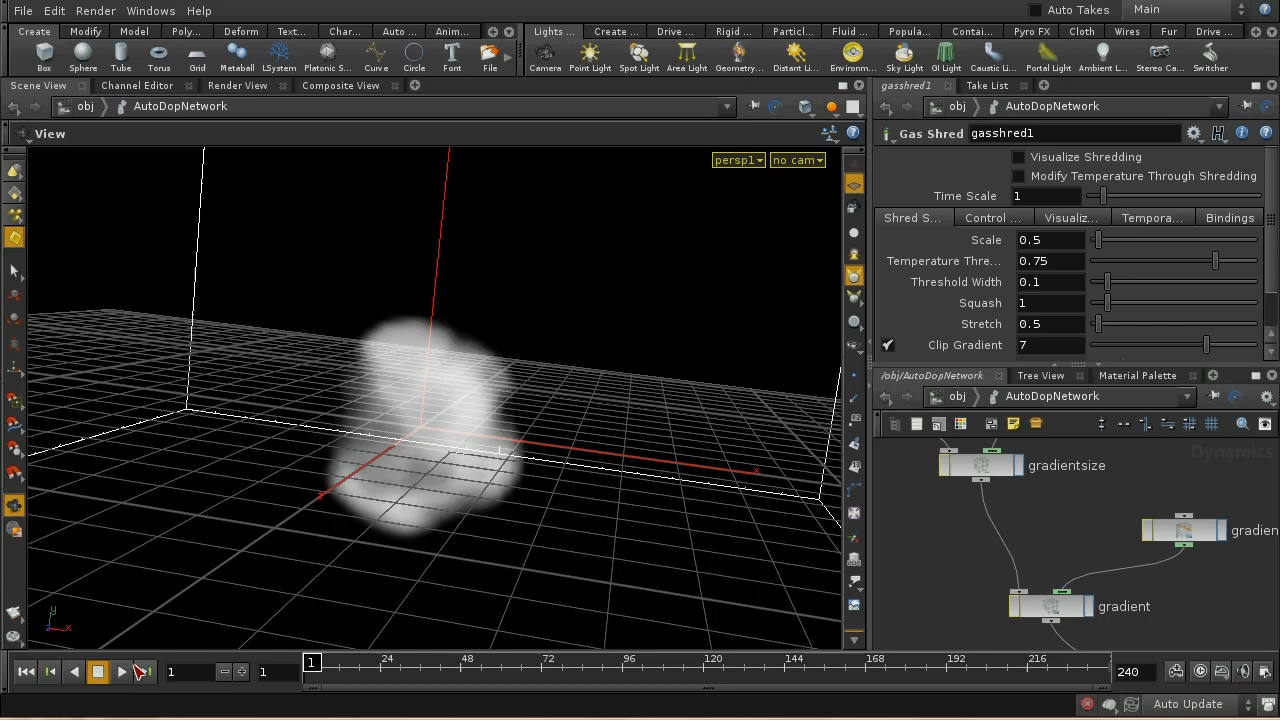 File Edit Render Windows Help Auto Takes Main
Create Modify Model Poly... Deform Text... Char... Auto ... Anim... Lights ... Create ... Drive ... Rigid ... Particl... Fluid ... Popula... Contai... Pyro FX Cloth Wires Fur Drive ...
Box Sphere Tube Torus Grid Metaball LSystem Platonic S... Curve Circle Font File Camera Point Light Spot Light Area Light Geometry... Distant Li... Environm... Sky Light GI Light Caustic Li... Portal Light Ambient L... Stereo Ca... Switcher
Scene View Channel Editor Render View Composite View gasshred1 Take List
obj AutoDopNetwork obj AutoDopNetwork
View Gas Shred gasshred1
persp1 no cam Visualize Shredding
Modify Temperature Through Shredding
Time Scale 1
Shred S... Control ... Visualiz... Tempora... Bindings
Scale 0.5
Temperature Thre... 0.75
Threshold Width 0.1
Squash 1
Stretch 0.5
Clip Gradient 7
/obj/AutoDopNetwork Tree View Material Palette
obj AutoDopNetwork
Dynamics
gradientsize
gradien
gradient
x
y
z x
1 1 1 24 48 72 96 120 144 168 192 216 240
Auto Update